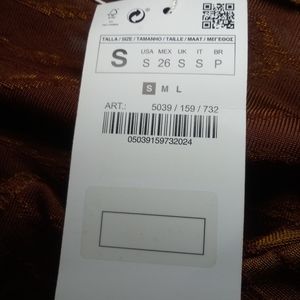 TALLA / SIZE / TAMANHO / TAILLE / MAAT / ΜΕΓΕΘΟΣ
S
USA MEX UK IT BR
S 26 S S P
S M L
ART.: 5039 / 159 / 732
05039159732024